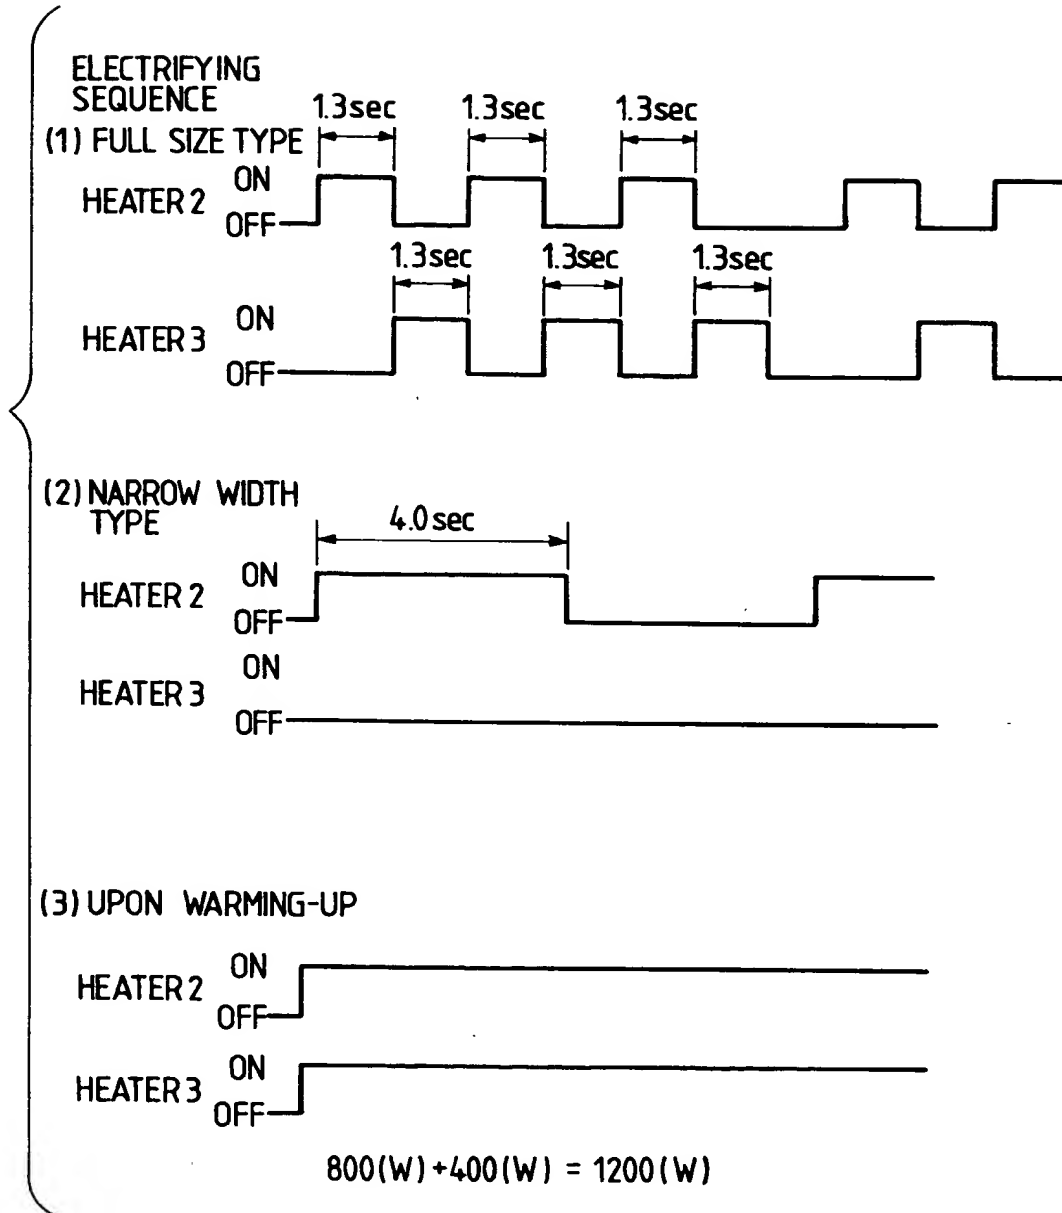 ELECTRIFYING
SEQUENCE
(1) FULL SIZE TYPE
1.3sec 1.3sec 1.3sec
HEATER 2 ON
OFF
1.3sec 1.3sec 1.3sec
HEATER 3 ON
OFF
(2) NARROW WIDTH
TYPE
4.0sec
HEATER 2 ON
OFF
HEATER 3 ON
OFF
(3) UPON WARMING-UP
HEATER 2 ON
OFF
HEATER 3 ON
OFF
800(W)+400(W) = 1200(W)